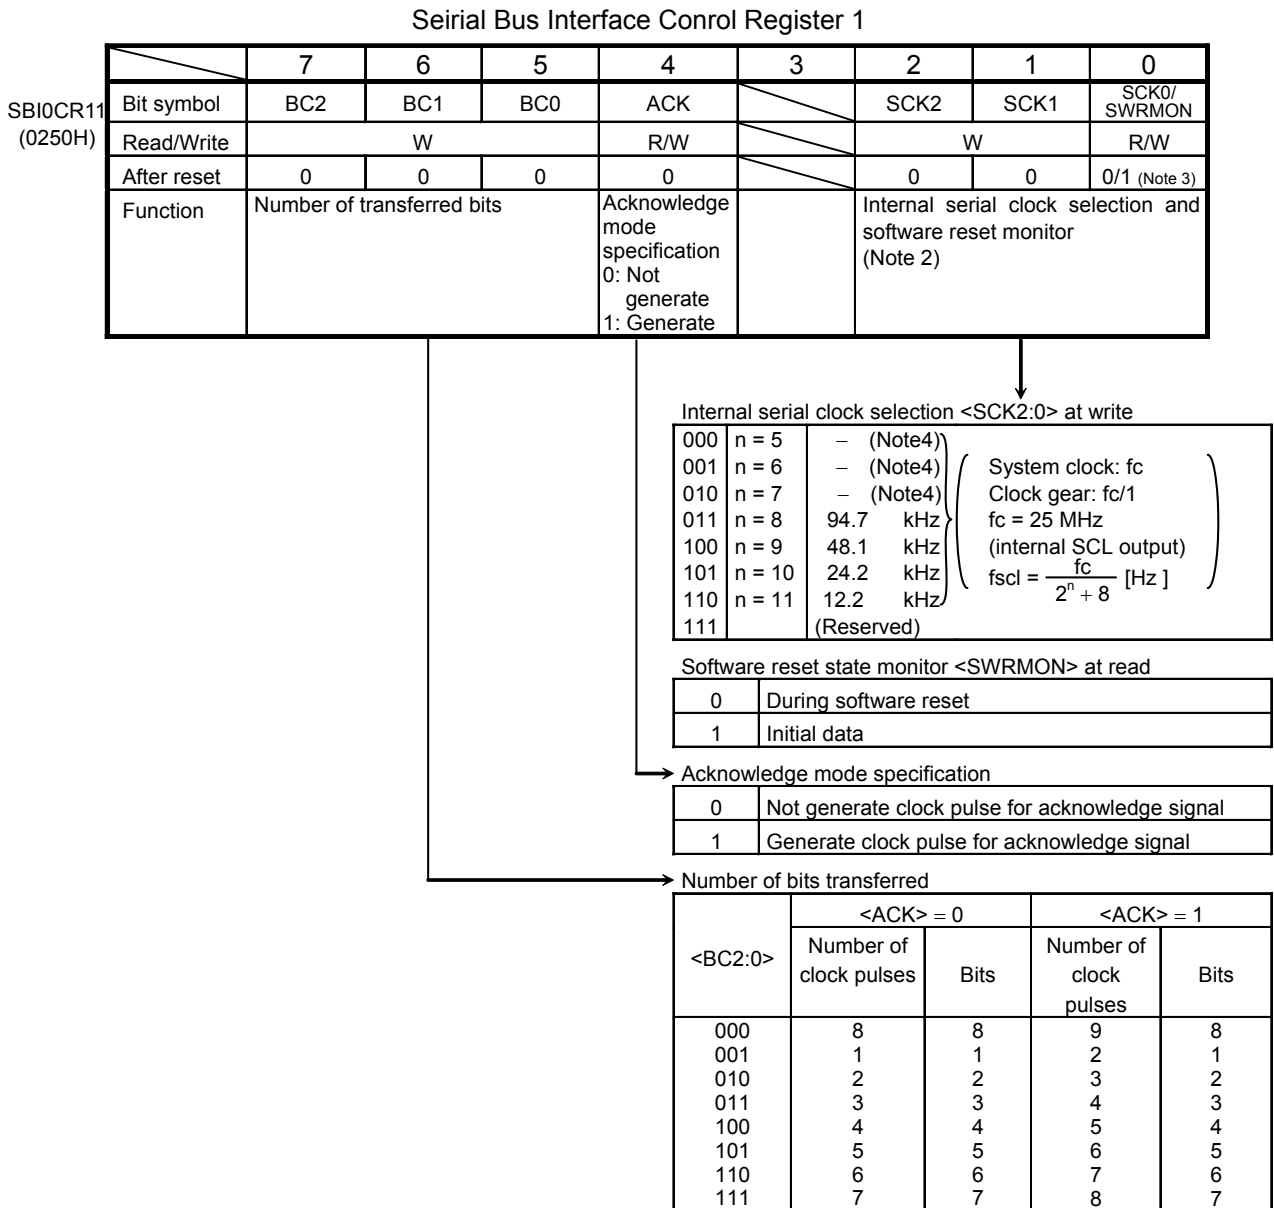 Seirial Bus Interface Conrol Register 1
7 6 5 4 3 2 1 0
SBI0CR11
(0250H)
Bit symbol BC2 BC1 BC0 ACK SCK2 SCK1 SCK0/
SWRMON
Read/Write W R/W W R/W
After reset 0 0 0 0 0 0 0/1 (Note 3)
Function
Number of transferred bits
Acknowledge
mode
specification
0: Not
generate
1: Generate
Internal serial clock selection and
software reset monitor
(Note 2)
Internal serial clock selection <SCK2:0> at write
000 n = 5 – (Note4)
001 n = 6 – (Note4)
010 n = 7 – (Note4)
011 n = 8 94.7 kHz
100 n = 9 48.1 kHz
101 n = 10 24.2 kHz
110 n = 11 12.2 kHz
111 (Reserved)
System clock: fc
Clock gear: fc/1
fc = 25 MHz
(internal SCL output)
fscl = fc / 2^n + 8 [Hz ]
Software reset state monitor <SWRMON> at read
0 During software reset
1 Initial data
Acknowledge mode specification
0 Not generate clock pulse for acknowledge signal
1 Generate clock pulse for acknowledge signal
Number of bits transferred
<BC2:0> <ACK> = 0 <ACK> = 1
Number of
clock pulses
Bits
Number of
clock
pulses
Bits
000 8 8 9 8
001 1 1 2 1
010 2 2 3 2
011 3 3 4 3
100 4 4 5 4
101 5 5 6 5
110 6 6 7 6
111 7 7 8 7